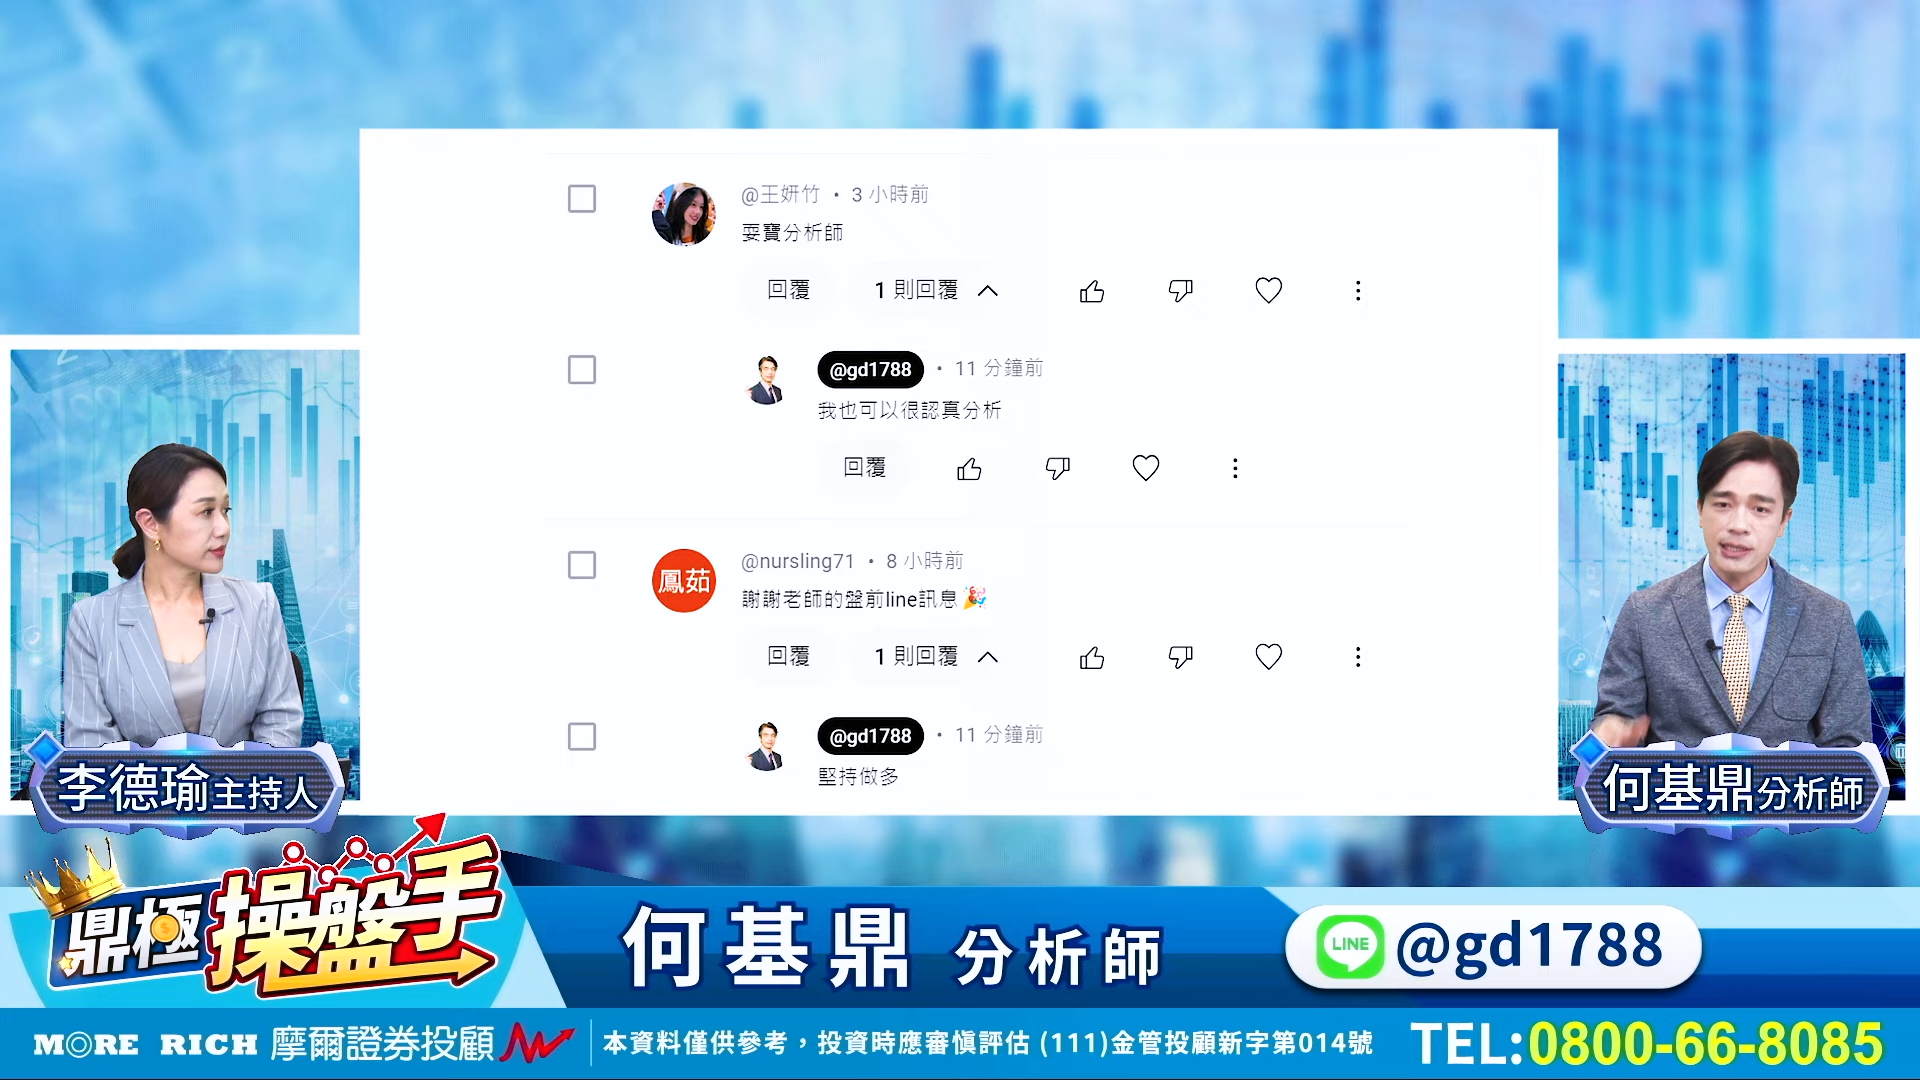 @王妍竹 • 3 小時前
耍寶分析師
回覆 1 則回覆
@gd1788 • 11 分鐘前
我也可以很認真分析
回覆
鳳茹
@nursling71 • 8 小時前
謝謝老師的盤前line訊息🎉
回覆 1 則回覆
@gd1788 • 11 分鐘前
堅持做多
李德瑜主持人
何基鼎分析師
鼎極操盤手
何基鼎 分析師
LINE @gd1788
MORE RICH 摩爾證券投顧
本資料僅供參考，投資時應審慎評估 (111)金管投顧新字第014號
TEL:0800-66-8085